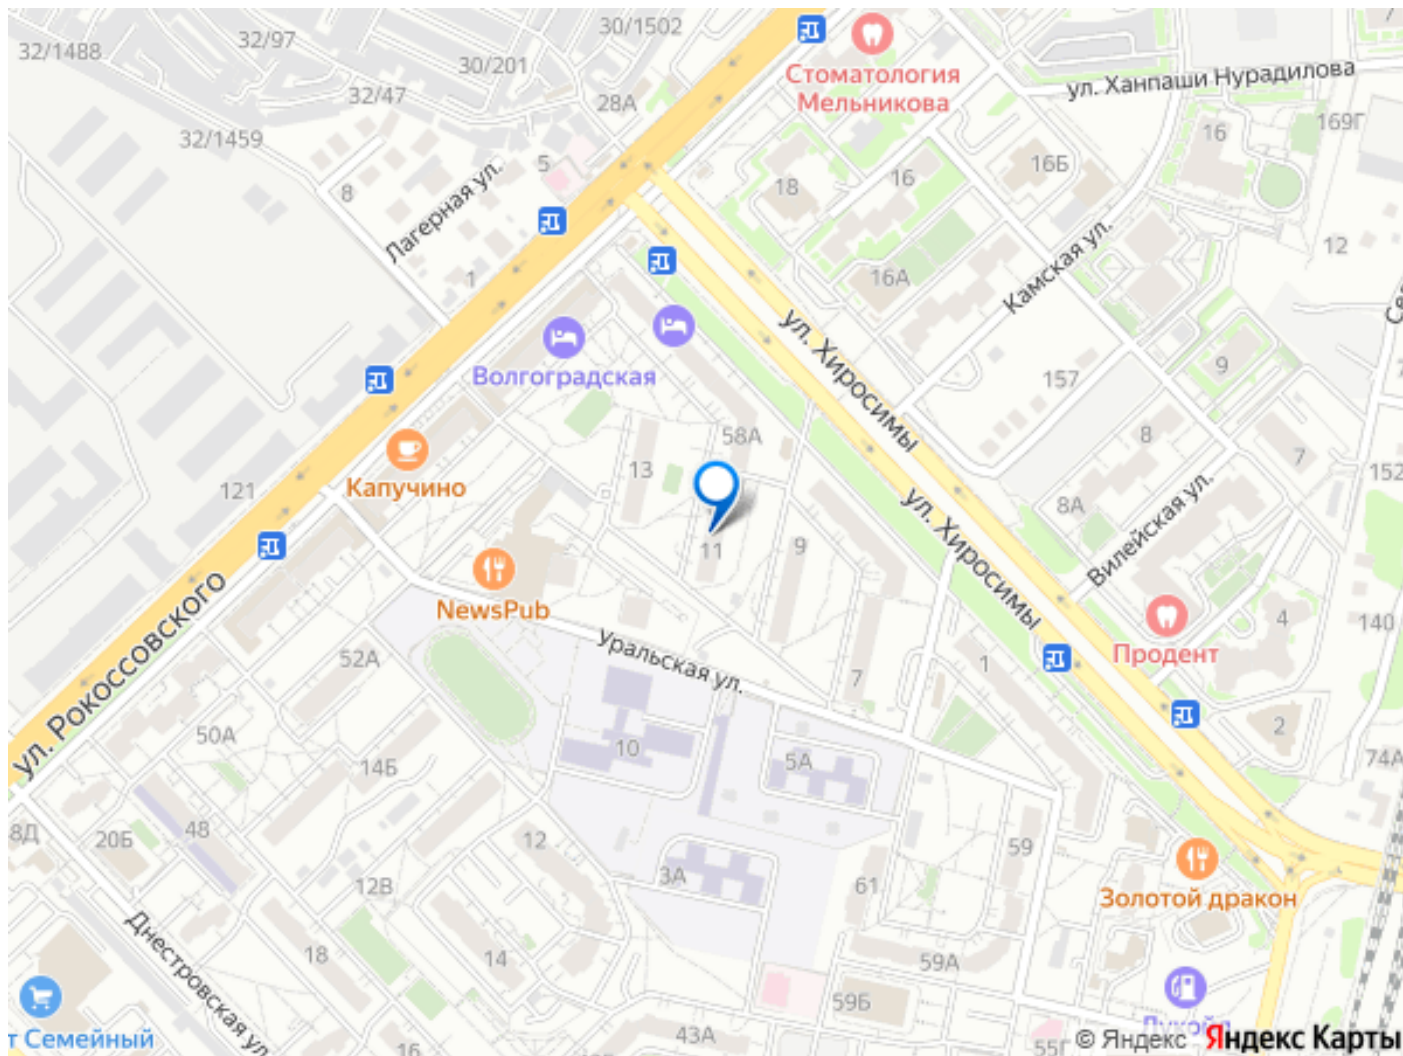 30/1502
32/97
32/1488
30/201
Стоматология
Мельникова
ул. Ханпаши Нурадилова
32/47
28А
169Г
32/1459
16
5
16Б
16
18
8
Лагерная ул.
Камская ул.
12
1
16А
ул. Хиросимы
Волгоградская
9
157
58А
8
7
13
152
Капучино
121
8А
ул. Хиросимы
Вилейская ул.
11
9
2
NewsPub
ул. Рокоссовского
4
140
Уральская ул.
52А
Продент
1
7
50А
2
10
14Б
5А
74А
48
20Б
12
59
3А
12В
61
Золотой дракон
Днестровская ул.
18
14
59А
59Б
Семейный
43А
16
55Г
© Яндекс Яндекс Карты